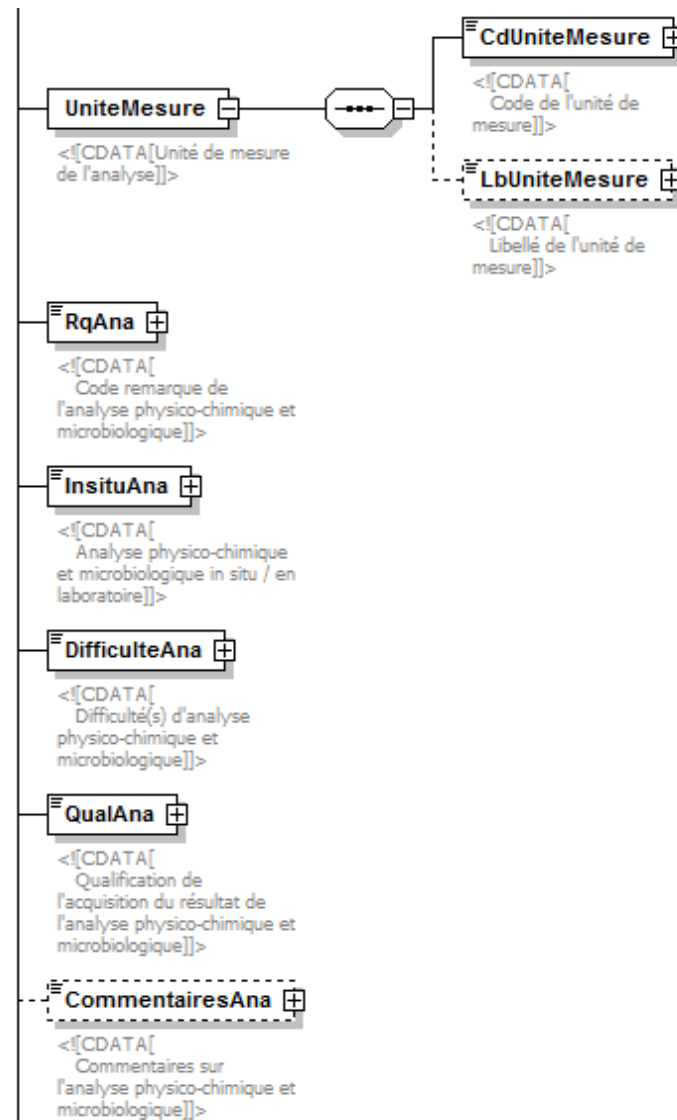 CdUniteMesure
<![CDATA[
Code de l'unité de
mesure]]>
UniteMesure
<![CDATA[Unité de mesure
de l'analyse]]>
LbUniteMesure
<![CDATA[
Libellé de l'unité de
mesure]]>
RqAna
<![CDATA[
Code remarque de
l'analyse physico-chimique et
microbiologique]]>
InsituAna
<![CDATA[
Analyse physico-chimique
et microbiologique in situ / en
laboratoire]]>
DifficulteAna
<![CDATA[
Difficulté(s) d'analyse
physico-chimique et
microbiologique]]>
QualAna
<![CDATA[
Qualification de
l'acquisition du résultat de
l'analyse physico-chimique et
microbiologique]]>
CommentairesAna
<![CDATA[
Commentaires sur
l'analyse physico-chimique et
microbiologique]]>